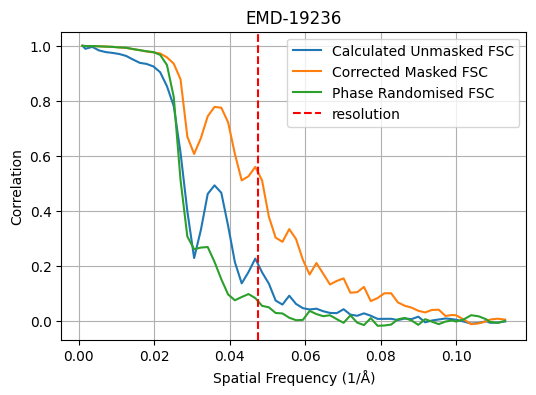 EMD-19236
Calculated Unmasked FSC
Corrected Masked FSC
Phase Randomised FSC
resolution
Correlation
1.0
0.8
0.6
0.4
0.2
0.0
0.00 0.02 0.04 0.06 0.08 0.10
Spatial Frequency (1/Å)